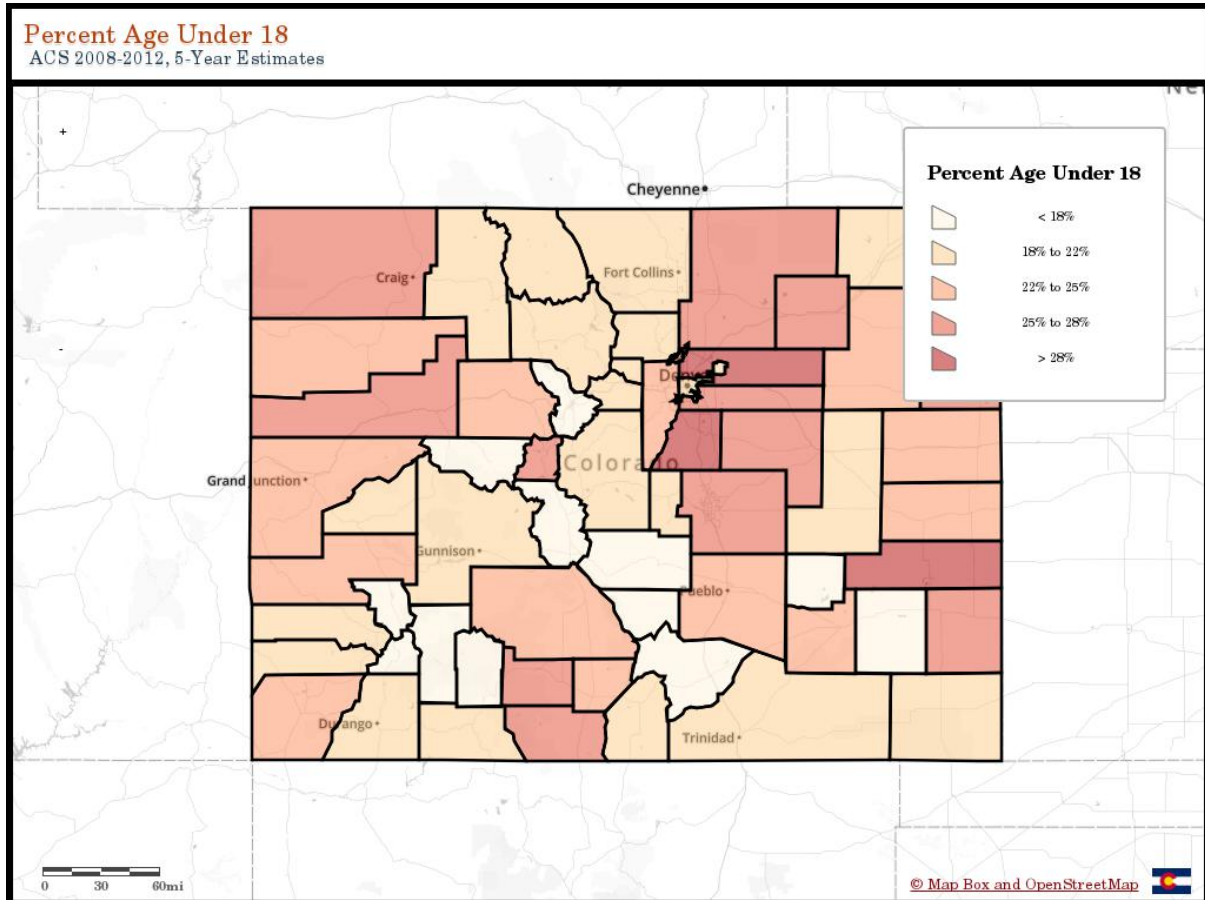 Percent Age Under 18
ACS 2008-2012, 5-Year Estimates
+
-
Cheyenne
Percent Age Under 18
< 18%
18% to 22%
22% to 25%
25% to 28%
> 28%
Craig
Fort Collins
Colorado
Grand Junction
Gunnison
Pueblo
Durango
Trinidad
0 30 60mi
© Map Box and OpenStreetMap